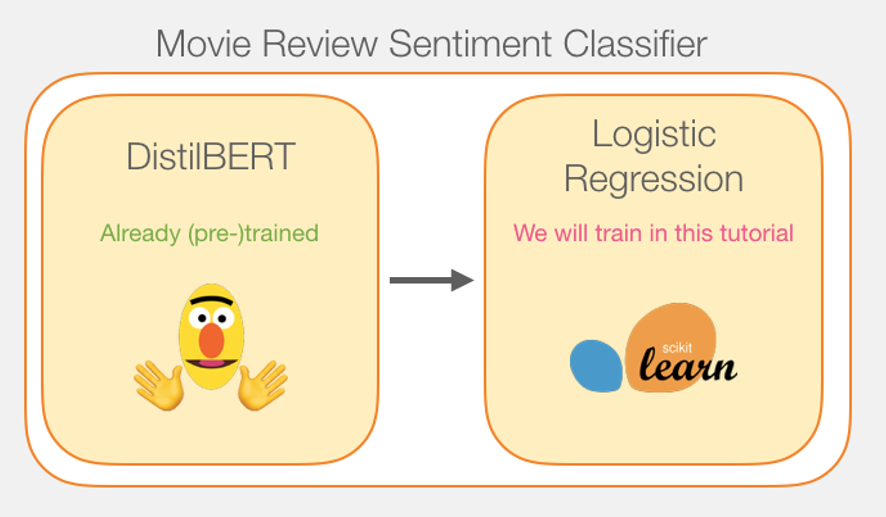 Movie Review Sentiment Classifier
DistilBERT
Already (pre-)trained
Logistic
Regression
We will train in this tutorial
scikit
learn